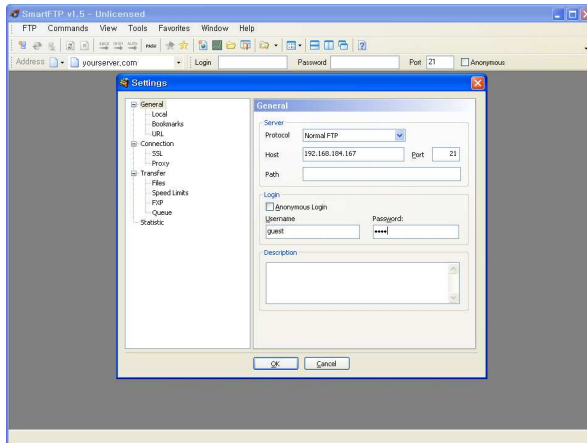 SmartFTP v1.5 - Unlicensed
FTP Commands View Tools Favorites Window Help
Address yourserver.com Login Password Port 21 Anonymous
Settings
General
Local
Bookmarks
URL
Connection
SSL
Proxy
Transfer
Files
Speed Limits
FXP
Queue
Statistic
General
Server
Protocol Normal FTP
Host 192.168.184.167 Port 21
Path
Login
Anonymous Login
Username Password:
guest ••••
Description
OK Cancel